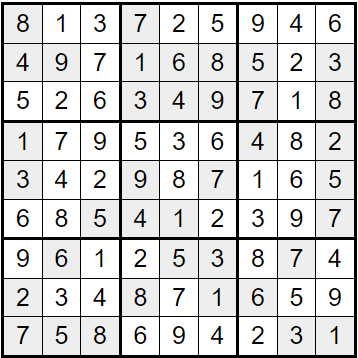 8 1 3 7 2 5 9 4 6
4 9 7 1 6 8 5 2 3
5 2 6 3 4 9 7 1 8
1 7 9 5 3 6 4 8 2
3 4 2 9 8 7 1 6 5
6 8 5 4 1 2 3 9 7
9 6 1 2 5 3 8 7 4
2 3 4 8 7 1 6 5 9
7 5 8 6 9 4 2 3 1